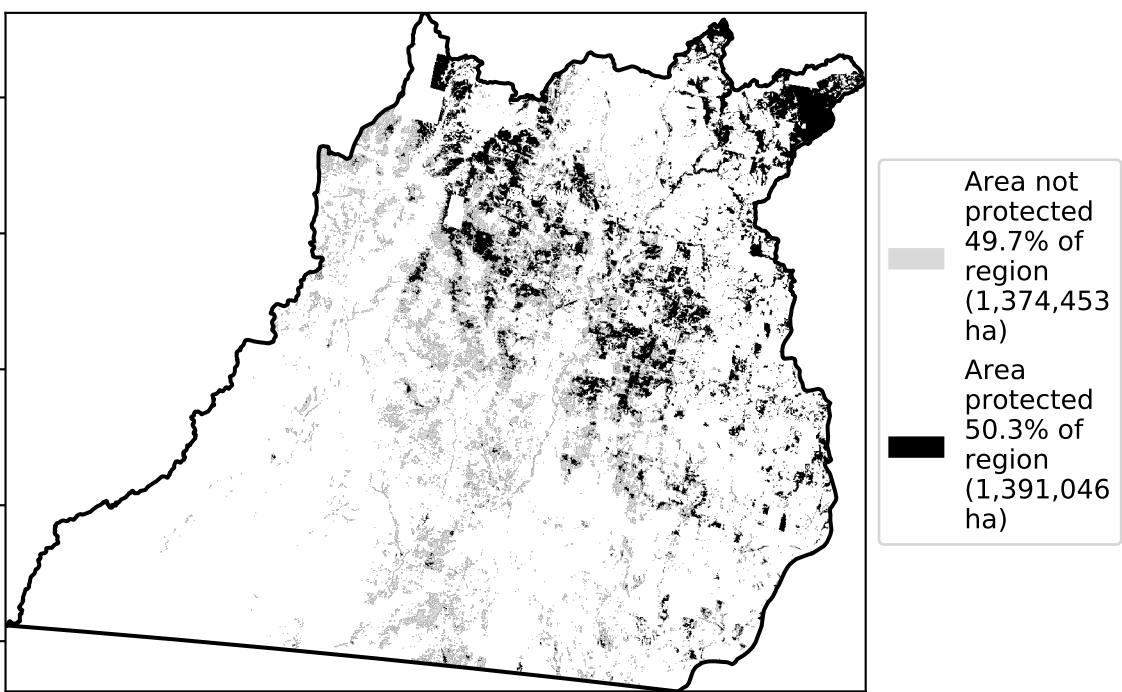 Area not
protected
49.7% of
region
(1,374,453
ha)
Area
protected
50.3% of
region
(1,391,046
ha)